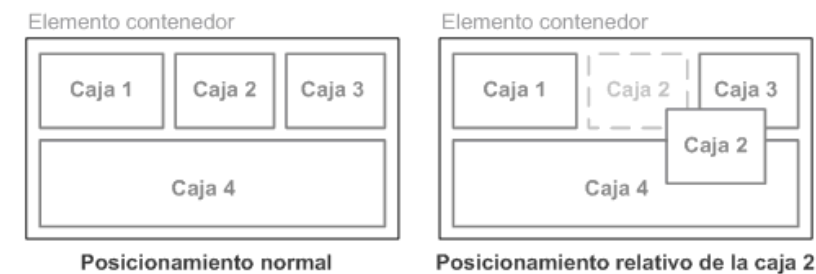 Elemento contenedor
Caja 1 Caja 2 Caja 3
Caja 4
Posicionamiento normal
Elemento contenedor
Caja 1 Caja 2 Caja 3
Caja 2
Caja 4
Posicionamiento relativo de la caja 2